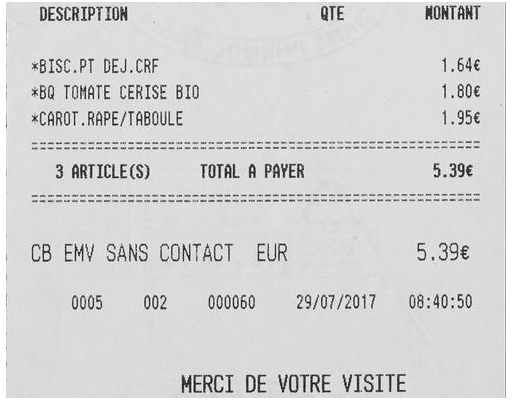 DESCRIPTION QTE MONTANT
*BISC.PT DEJ.CRF 1.64€
*BQ TOMATE CERISE BIO 1.80€
*CAROT.RAPE/TABOULE 1.95€
==========================================================
3 ARTICLE(S) TOTAL A PAYER 5.39€
==========================================================
CB EMV SANS CONTACT EUR 5.39€
0005 002 000060 29/07/2017 08:40:50
MERCI DE VOTRE VISITE